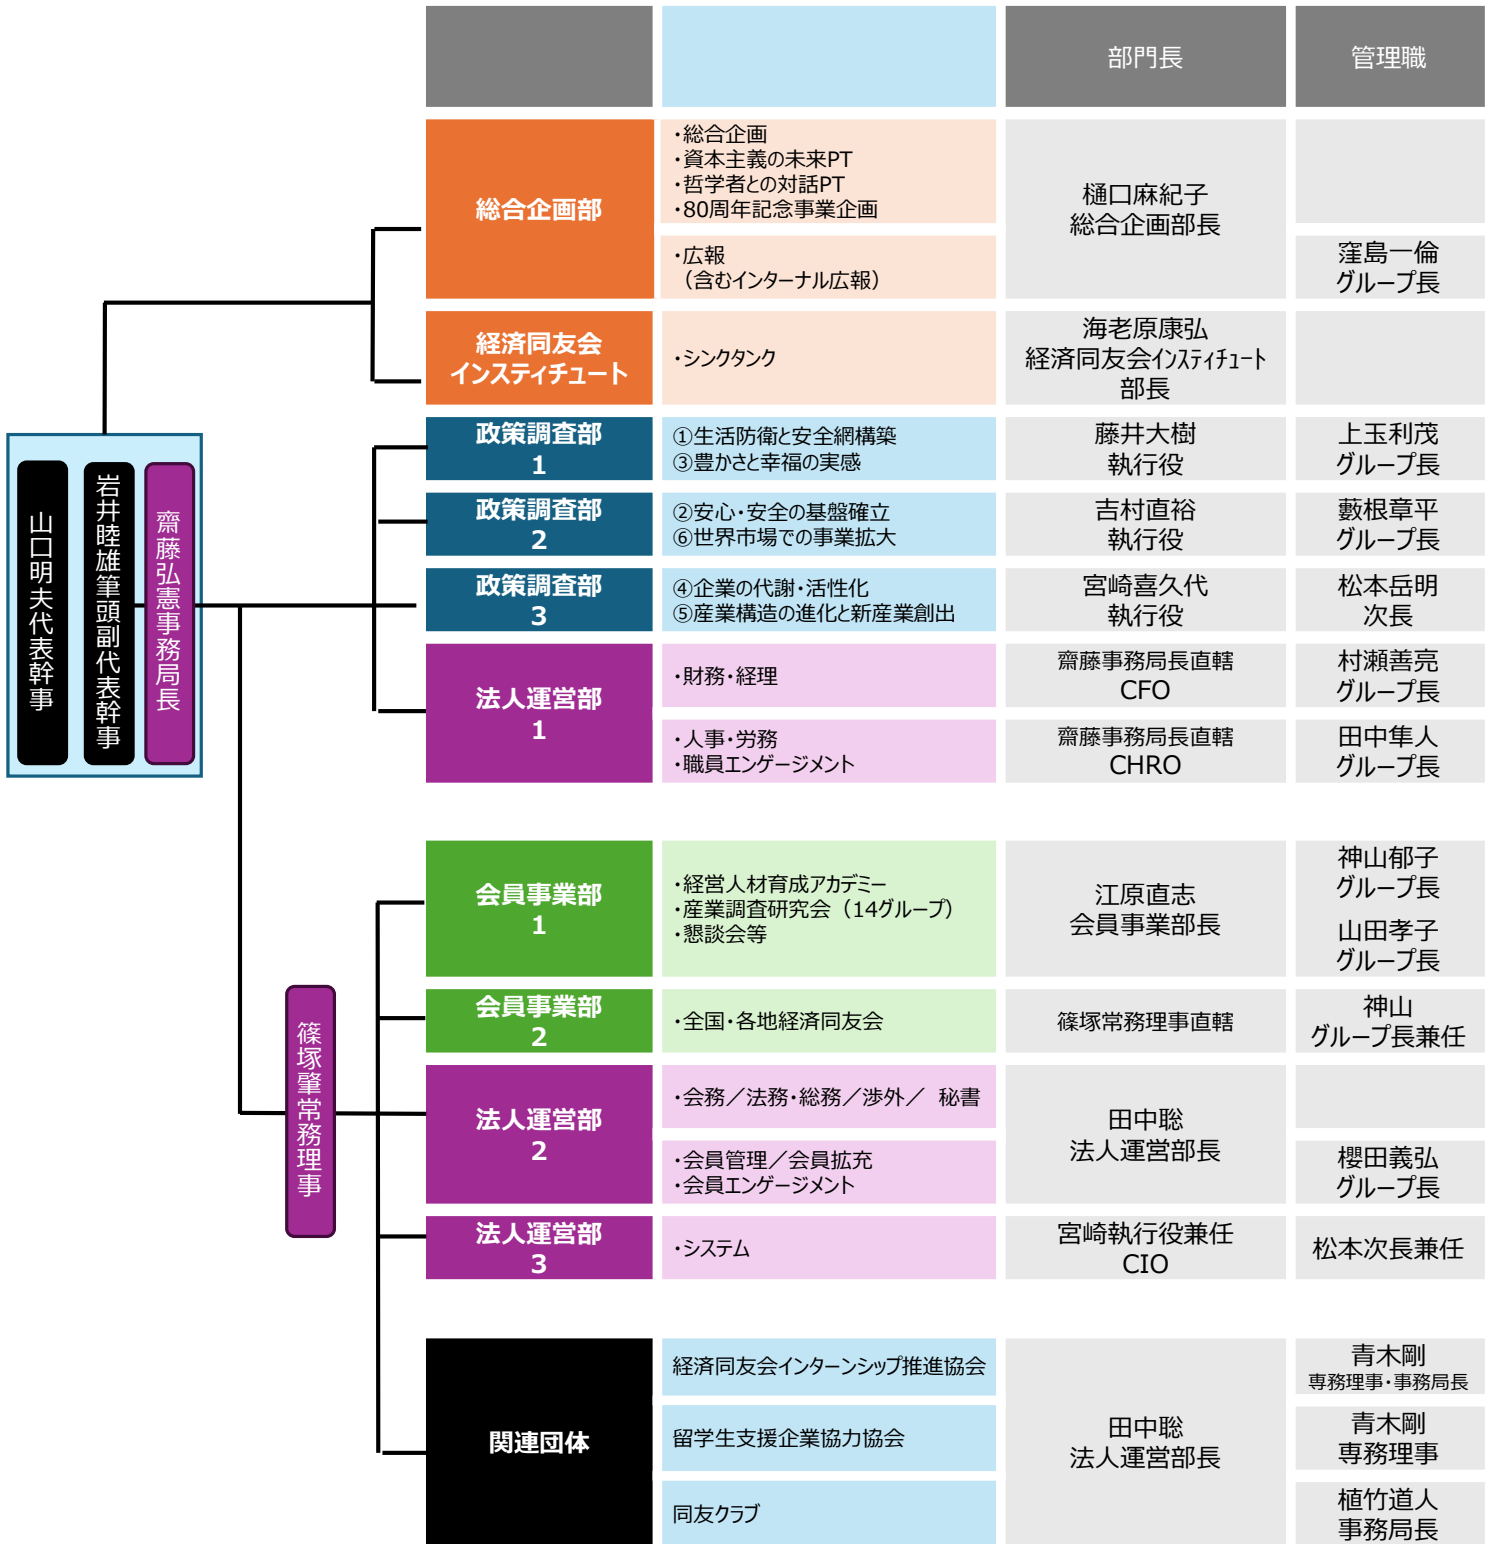 部門長
管理職
総合企画部
・総合企画
・資本主義の未来PT
・哲学者との対話PT
・80周年記念事業企画
樋口麻紀子
総合企画部長
・広報
（含むインターナル広報）
窪島一倫
グループ長
経済同友会
インスティチュート
・シンクタンク
海老原康弘
経済同友会インスティチュート
部長
山口明夫代表幹事
岩井睦雄筆頭副代表幹事
齋藤弘憲事務局長
政策調査部
1
①生活防衛と安全網構築
③豊かさと幸福の実感
藤井大樹
執行役
上玉利茂
グループ長
政策調査部
2
②安心・安全の基盤確立
⑥世界市場での事業拡大
吉村直裕
執行役
藪根章平
グループ長
政策調査部
3
④企業の代謝・活性化
⑤産業構造の進化と新産業創出
宮崎喜久代
執行役
松本岳明
次長
法人運営部
1
・財務・経理
齋藤事務局長直轄
CFO
村瀬善亮
グループ長
・人事・労務
・職員エンゲージメント
齋藤事務局長直轄
CHRO
田中隼人
グループ長
篠塚肇常務理事
会員事業部
1
・経営人材育成アカデミー
・産業調査研究会（14グループ）
・懇談会等
江原直志
会員事業部長
神山郁子
グループ長
山田孝子
グループ長
会員事業部
2
・全国・各地経済同友会
篠塚常務理事直轄
神山
グループ長兼任
法人運営部
2
・会務／法務・総務／渉外／ 秘書
田中聡
法人運営部長
・会員管理／会員拡充
・会員エンゲージメント
櫻田義弘
グループ長
法人運営部
3
・システム
宮崎執行役兼任
CIO
松本次長兼任
関連団体
経済同友会インターンシップ推進協会
田中聡
法人運営部長
青木剛
専務理事・事務局長
留学生支援企業協力協会
青木剛
専務理事
同友クラブ
植竹道人
事務局長